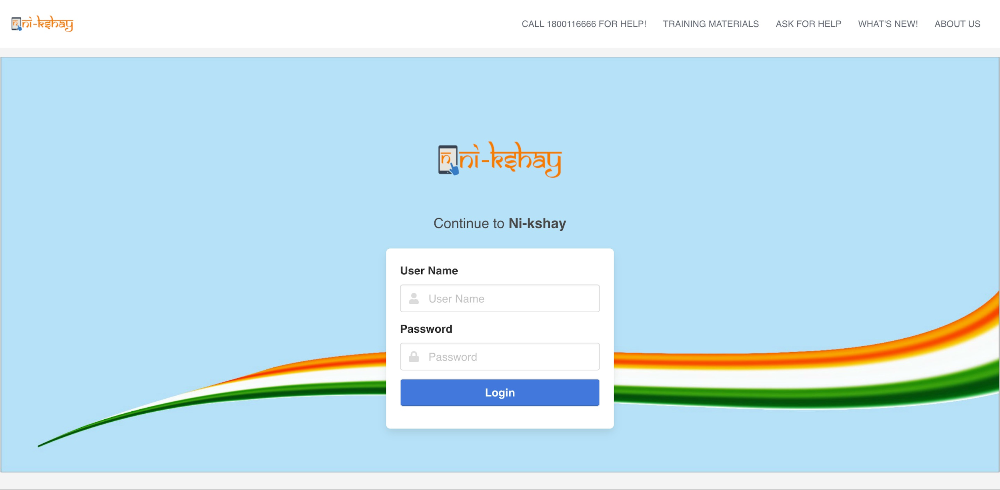 न ni-kshay
CALL 1800116666 FOR HELP!
TRAINING MATERIALS
ASK FOR HELP
WHAT'S NEW!
ABOUT US
न ni-kshay
Continue to Ni-kshay
User Name
User Name
Password
Password
Login